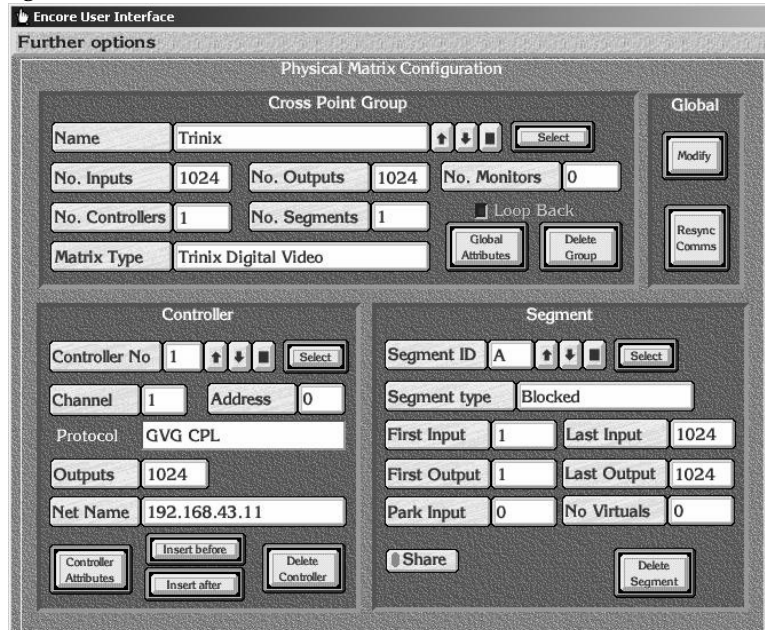 Encore User Interface
Further options
Physical Matrix Configuration
Cross Point Group
Name Trinix Select
No. Inputs 1024 No. Outputs 1024 No. Monitors 0
No. Controllers 1 No. Segments 1 Loop Back
Matrix Type Trinix Digital Video Global Attributes Delete Group
Global
Modify
Resync Comms
Controller
Controller No 1 Select
Channel 1 Address 0
Protocol GVG CPL
Outputs 1024
Net Name 192.168.43.11
Controller Attributes Insert before Insert after Delete Controller
Segment
Segment ID A Select
Segment type Blocked
First Input 1 Last Input 1024
First Output 1 Last Output 1024
Park Input 0 No Virtuals 0
Share Delete Segment